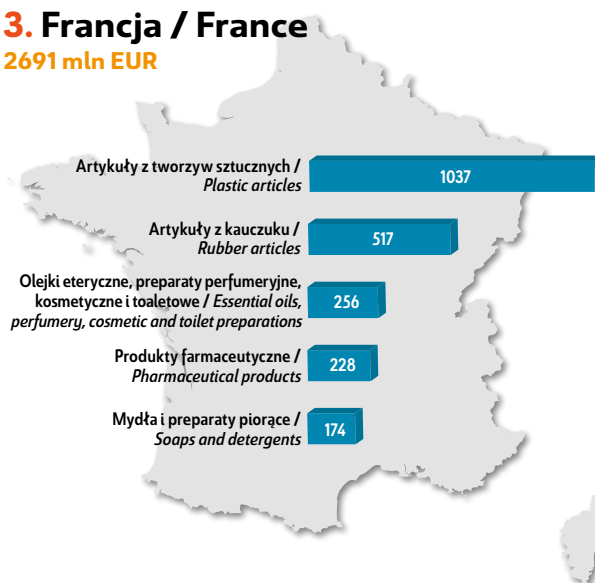 3. Francja / France
2691 mln EUR
Artykuły z tworzyw sztucznych /
Plastic articles
1037
Artykuły z kauczuku /
Rubber articles
517
Olejki eteryczne, preparaty perfumeryjne,
kosmetyczne i toaletowe / Essential oils,
perfumery, cosmetic and toilet preparations
256
Produkty farmaceutyczne /
Pharmaceutical products
228
Mydła i preparaty piorące /
Soaps and detergents
174